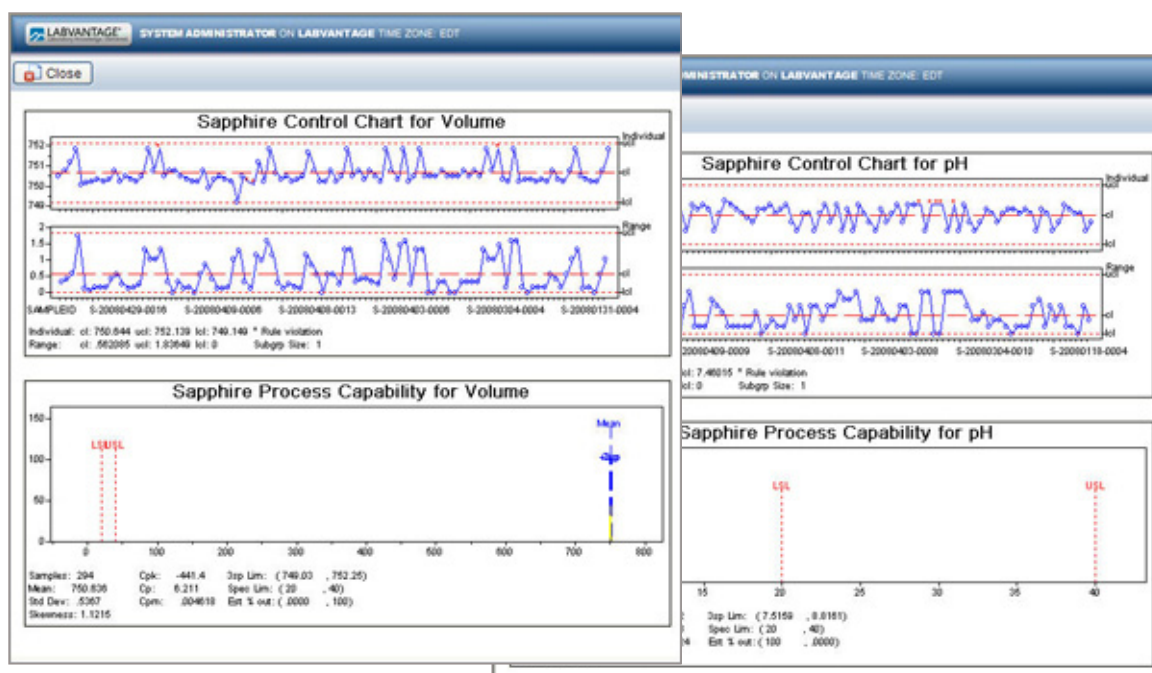 LABVANTAGE
SYSTEM ADMINISTRATOR ON LABVANTAGE TIME ZONE: EDT
Close
Sapphire Control Chart for Volume
Individual
752
751
750
749
ucl
cl
lcl
Range
2
1.5
1
0.5
0
ucl
cl
lcl
SAMPLEID S-20080429-0016 S-20080409-0006 S-20080408-0013 S-20080403-0006 S-20080304-0004 S-20080131-0004
Individual: cl: 750.644 ucl: 752.139 lcl: 749.149 * Rule violation
Range: cl: .562085 ucl: 1.83649 lcl: 0 Subgrp Size: 1
Sapphire Process Capability for Volume
150
100
50
0
LSL USL
Mean
0 100 200 300 400 500 600 700 800
Samples: 294 Cpk: -441.4 3sp Lim: (749.03 , 752.25)
Mean: 750.636 Cp: 6.211 Spec Lim: (20 , 40)
Std Dev: .5367 Cpm: .004618 Est % out: (.0000 , 100)
Skewness: 1.1215
MINISTRATOR ON LABVANTAGE TIME ZONE: EDT
Sapphire Control Chart for pH
Individual
ucl
cl
lcl
Range
ucl
cl
lcl
20080409-0009 S-20080408-0011 S-20080403-0008 S-20080304-0010 S-20080118-0004
cl: 7.46815 * Rule violation
cl: 0 Subgrp Size: 1
Sapphire Process Capability for pH
LSL USL
15 20 25 30 35 40
3sp Lim: (7.5159 , 8.8161)
Spec Lim: (20 , 40)
Est % out: (100 , .0000)